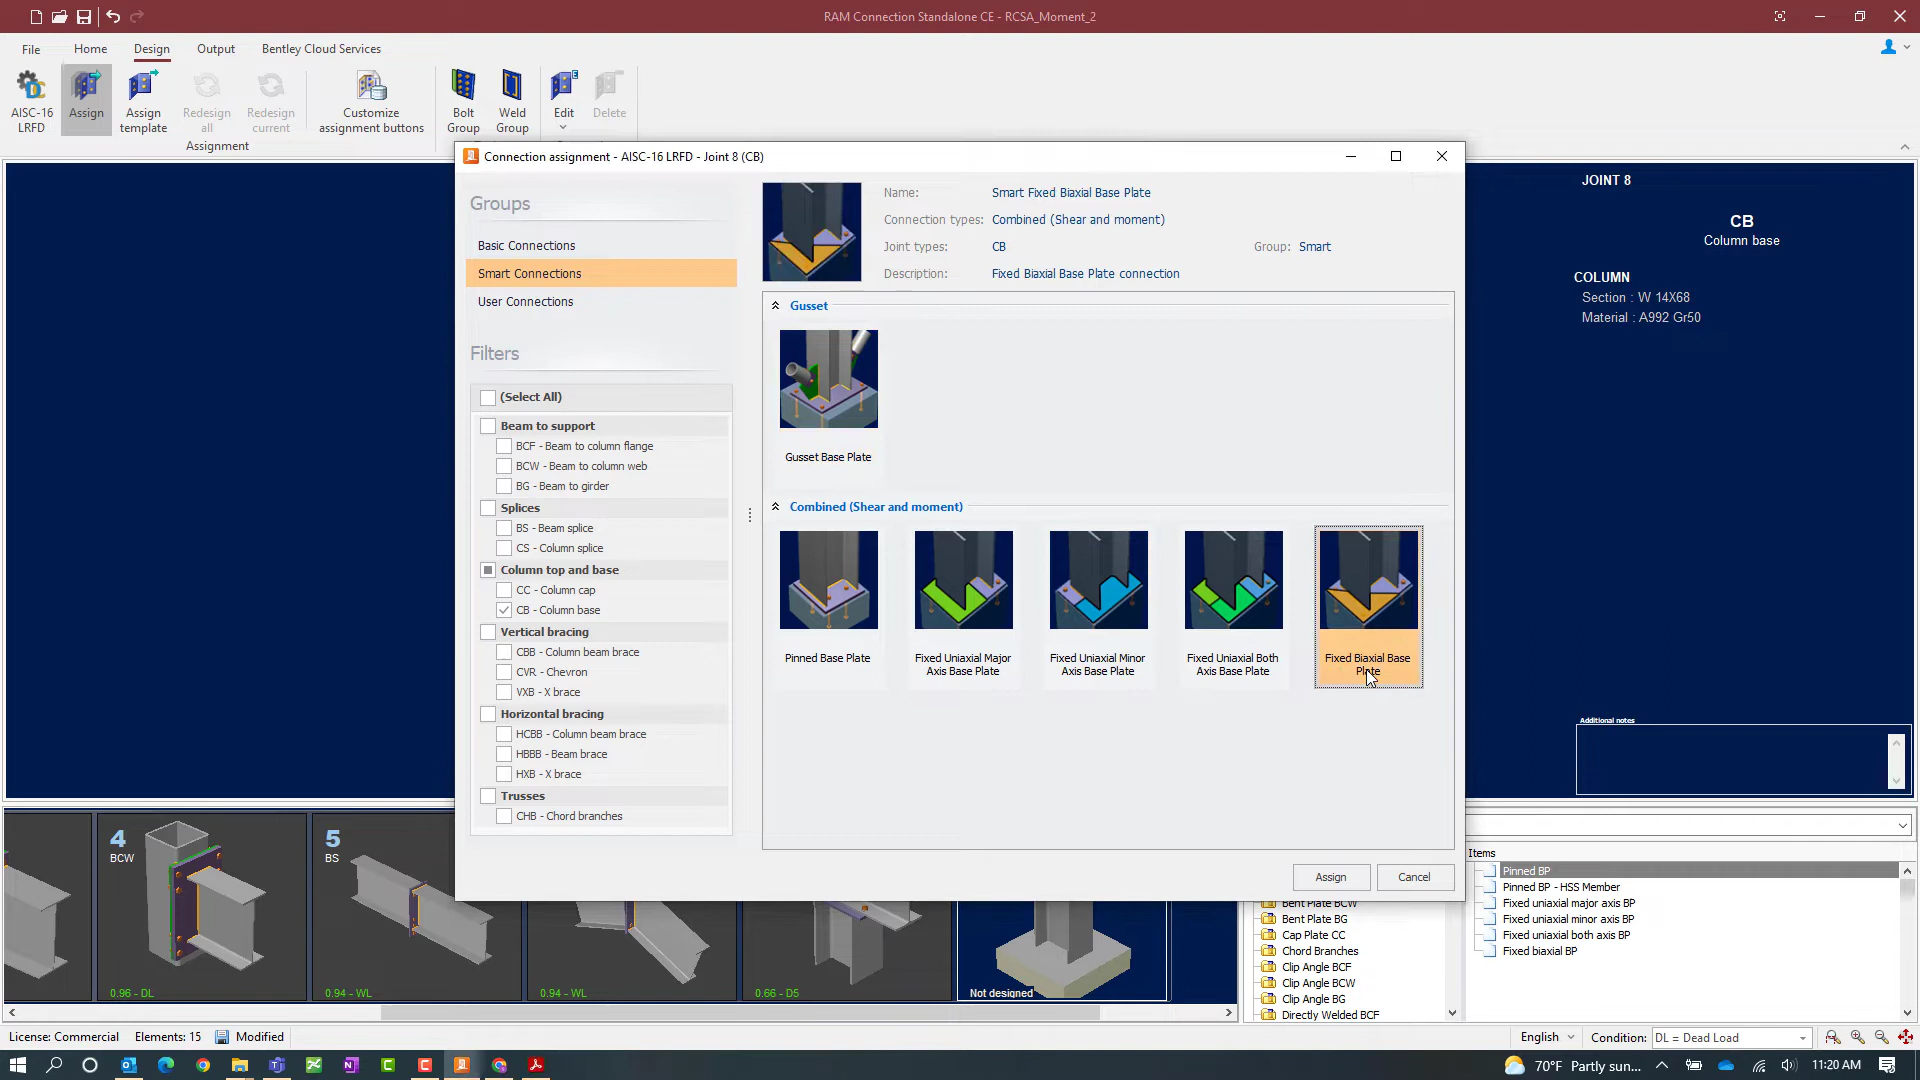 RAM Connection Standalone CE - RCSA_Moment_2
File
Home
Design
Output
Bentley Cloud Services
AISC-16
LRFD
Assign
Assign
template
Redesign
all
Redesign
current
Customize
assignment buttons
Bolt
Group
Weld
Group
Edit
Delete
Assignment
Connection assignment - AISC-16 LRFD - Joint 8 (CB)
Groups
Basic Connections
Smart Connections
User Connections
Filters
(Select All)
Beam to support
BCF - Beam to column flange
BCW - Beam to column web
BG - Beam to girder
Splices
BS - Beam splice
CS - Column splice
Column top and base
CC - Column cap
CB - Column base
Vertical bracing
CBB - Column beam brace
CVR - Chevron
VXB - X brace
Horizontal bracing
HCBB - Column beam brace
HBBB - Beam brace
HXB - X brace
Trusses
CHB - Chord branches
Name: Smart Fixed Biaxial Base Plate
Connection types: Combined (Shear and moment)
Joint types: CB
Group: Smart
Description: Fixed Biaxial Base Plate connection
Gusset
Gusset Base Plate
Combined (Shear and moment)
Pinned Base Plate
Fixed Uniaxial Major
Axis Base Plate
Fixed Uniaxial Minor
Axis Base Plate
Fixed Uniaxial Both
Axis Base Plate
Fixed Biaxial Base
Plate
Assign
Cancel
JOINT 8
CB
Column base
COLUMN
Section : W 14X68
Material : A992 Gr50
Additional notes
4
BCW
0.96 - DL
5
BS
0.94 - WL
0.94 - WL
0.66 - D5
Not designed
Bent Plate BCW
Bent Plate BG
Cap Plate CC
Chord Branches
Clip Angle BCF
Clip Angle BCW
Clip Angle BG
Directly Welded BCF
Items
Pinned BP
Pinned BP - HSS Member
Fixed uniaxial major axis BP
Fixed uniaxial minor axis BP
Fixed uniaxial both axis BP
Fixed biaxial BP
License: Commercial
Elements: 15
Modified
English
Condition: DL = Dead Load
70°F Partly sun...
11:20 AM